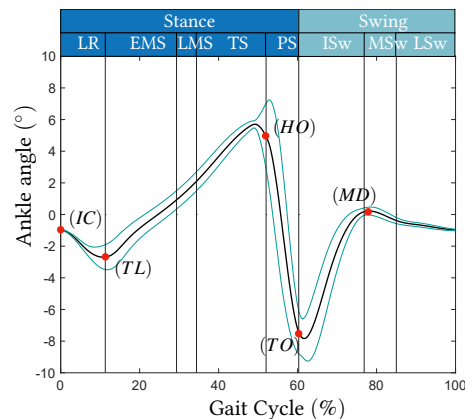 Stance Swing
LR EMS LMS TS PS ISw MSw LSw
10
8
6
4
2
0
-2
-4
-6
-8
-10
Ankle angle (°)
(IC)
(TL)
(HO)
(TO)
(MD)
0 20 40 60 80 100
Gait Cycle (%)